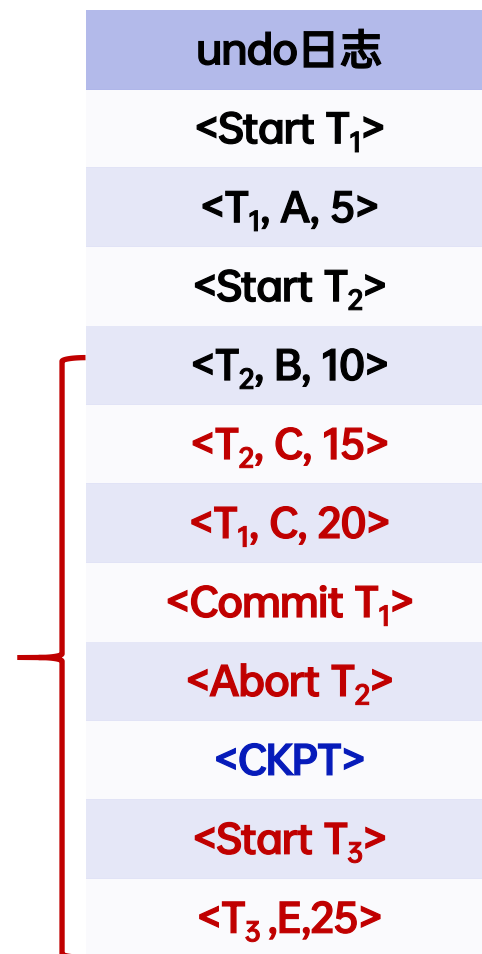 undo日志
<Start T₁>
<T₁, A, 5>
<Start T₂>
<T₂, B, 10>
<T₂, C, 15>
<T₁, C, 20>
<Commit T₁>
<Abort T₂>
<CKPT>
<Start T₃>
<T₃ ,E,25>